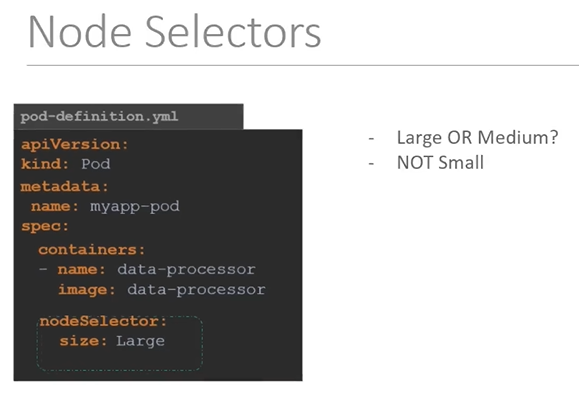 Node Selectors
pod-definition.yml
apiVersion:
kind: Pod
metadata:
name: myapp-pod
spec:
containers:
- name: data-processor
image: data-processor
nodeSelector:
size: Large
- Large OR Medium?
- NOT Small